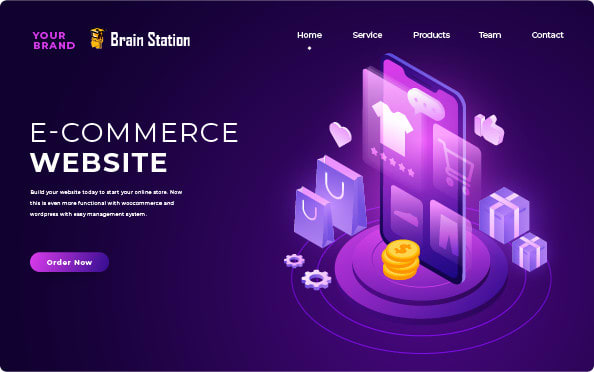 YOUR
BRAND
Brain Station
Home
Service
Products
Team
Contact
E-COMMERCE
WEBSITE
Build your website today to start your online store. Now
this is even more functional with woocommerce and
wordpress with easy management system.
Order Now
$